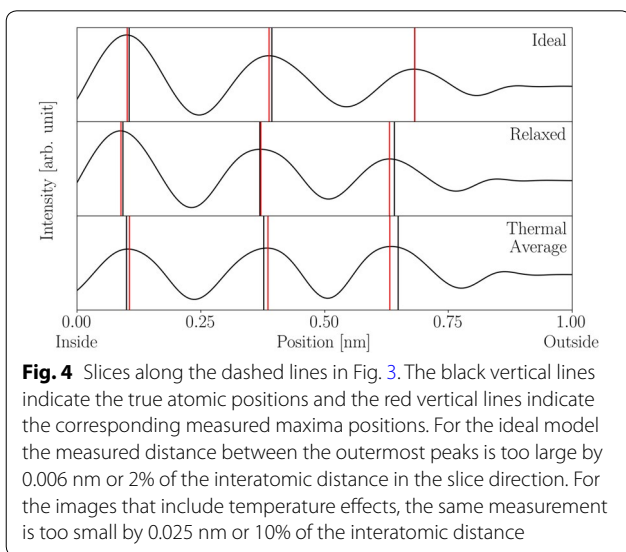 Ideal
Relaxed
Thermal
Average
Intensity [arb. unit]
0.00 0.25 0.50 0.75 1.00
Inside Position [nm] Outside
Fig. 4 Slices along the dashed lines in Fig. 3. The black vertical lines
indicate the true atomic positions and the red vertical lines indicate
the corresponding measured maxima positions. For the ideal model
the measured distance between the outermost peaks is too large by
0.006 nm or 2% of the interatomic distance in the slice direction. For
the images that include temperature effects, the same measurement
is too small by 0.025 nm or 10% of the interatomic distance